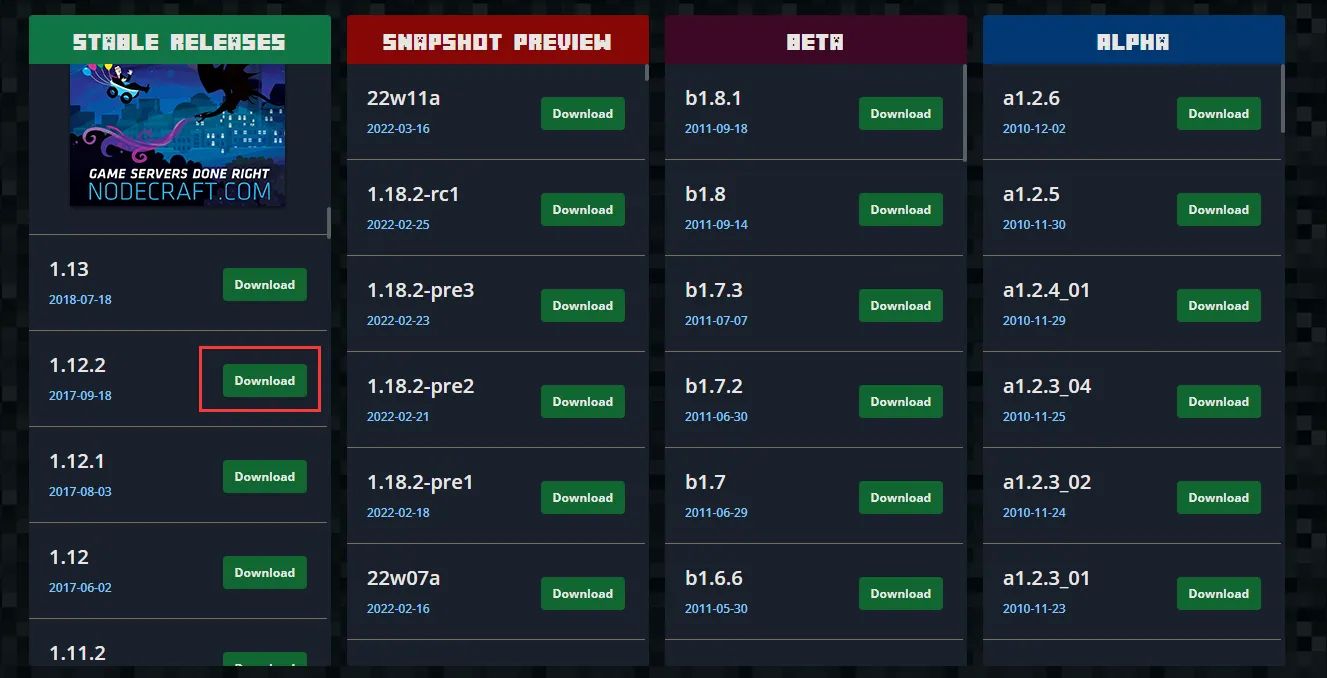 STABLE RELEASES
GAME SERVERS DONE RIGHT
NODECRAFT.COM
1.13
2018-07-18
Download
1.12.2
2017-09-18
Download
1.12.1
2017-08-03
Download
1.12
2017-06-02
Download
1.11.2
Download
SNAPSHOT PREVIEW
22w11a
2022-03-16
Download
1.18.2-rc1
2022-02-25
Download
1.18.2-pre3
2022-02-23
Download
1.18.2-pre2
2022-02-21
Download
1.18.2-pre1
2022-02-18
Download
22w07a
2022-02-16
Download
BETA
b1.8.1
2011-09-18
Download
b1.8
2011-09-14
Download
b1.7.3
2011-07-07
Download
b1.7.2
2011-06-30
Download
b1.7
2011-06-29
Download
b1.6.6
2011-05-30
Download
ALPHA
a1.2.6
2010-12-02
Download
a1.2.5
2010-11-30
Download
a1.2.4_01
2010-11-29
Download
a1.2.3_04
2010-11-25
Download
a1.2.3_02
2010-11-24
Download
a1.2.3_01
2010-11-23
Download